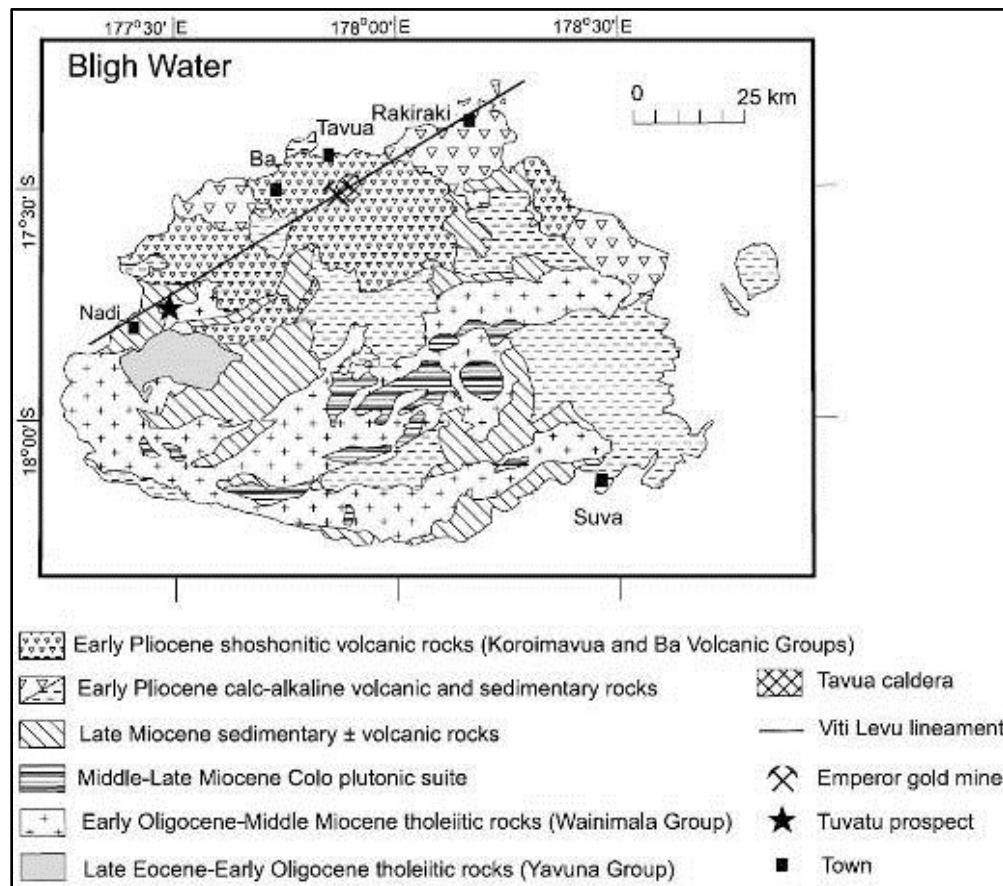 177°30' E 178°00' E 178°30' E
Bligh Water
0 25 km
Rakiraki
Tavua
Ba
17°30' S
Nadi
18°00' S
Suva
Early Pliocene shoshonitic volcanic rocks (Koroimavua and Ba Volcanic Groups)
Early Pliocene calc-alkaline volcanic and sedimentary rocks
Late Miocene sedimentary ± volcanic rocks
Middle-Late Miocene Colo plutonic suite
Early Oligocene-Middle Miocene tholeiitic rocks (Wainimala Group)
Late Eocene-Early Oligocene tholeiitic rocks (Yavuna Group)
Tavua caldera
Viti Levu lineament
Emperor gold mine
Tuvatu prospect
Town